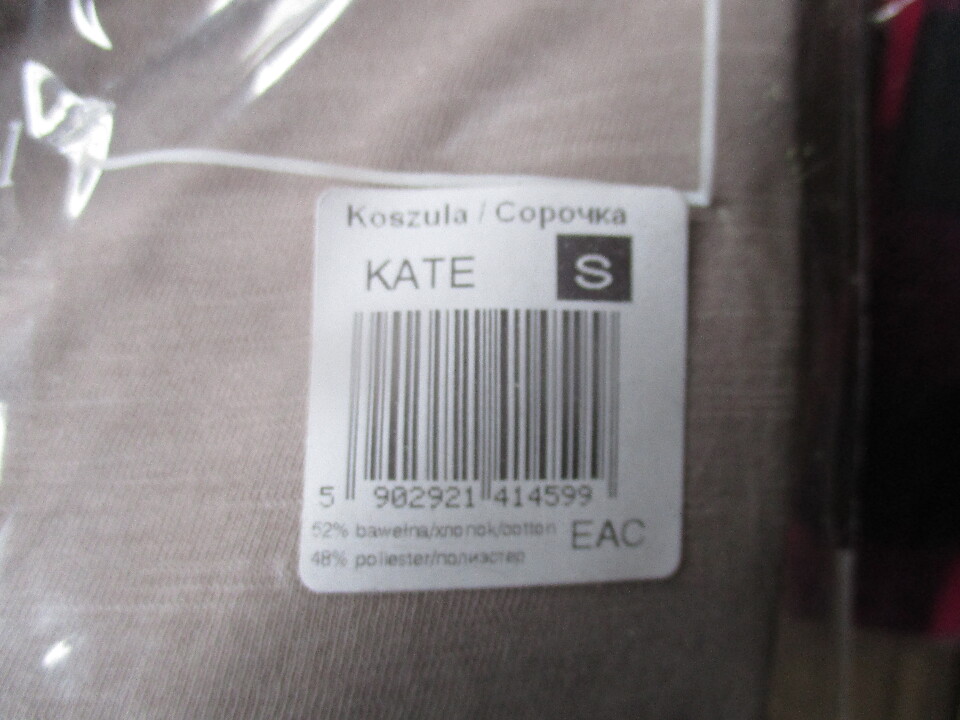 Koszula / Сорочка
KATE S
5 902921 414599
52% bawełna/хлопок/cotton EAC
48% poliester/полиэстер